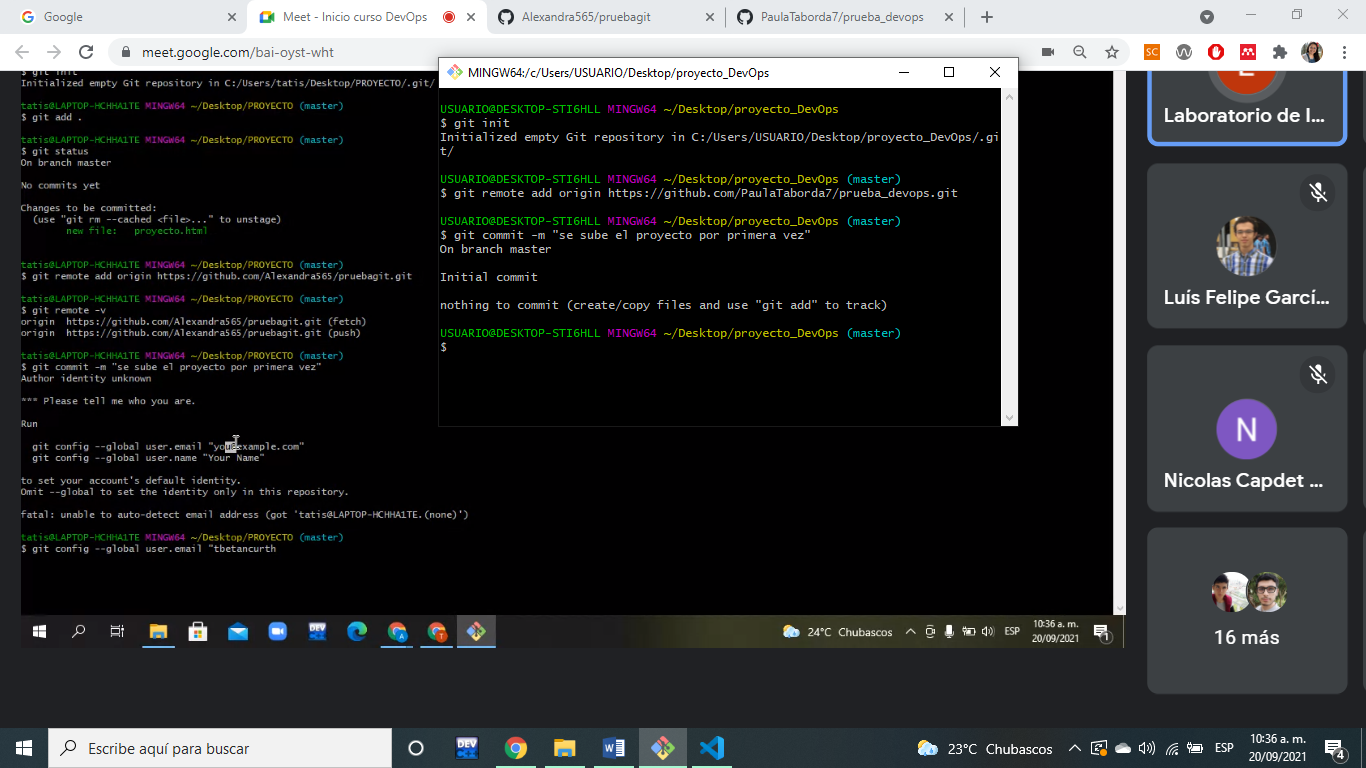 Google
Meet - Inicio curso DevOps
Alexandra565/pruebagit
PaulaTaborda7/prueba_devops
meet.google.com/bai-oyst-wht
SC
$ git init
Initialized empty Git repository in C:/Users/tatis/Desktop/PROYECTO/.git/
tatis@LAPTOP-HCHHA1TE MINGW64 ~/Desktop/PROYECTO (master)
$ git add .
tatis@LAPTOP-HCHHA1TE MINGW64 ~/Desktop/PROYECTO (master)
$ git status
On branch master
No commits yet
Changes to be committed:
(use "git rm --cached <file>..." to unstage)
new file:   proyecto.html
tatis@LAPTOP-HCHHA1TE MINGW64 ~/Desktop/PROYECTO (master)
$ git remote add origin https://github.com/Alexandra565/pruebagit.git
tatis@LAPTOP-HCHHA1TE MINGW64 ~/Desktop/PROYECTO (master)
$ git remote -v
origin  https://github.com/Alexandra565/pruebagit.git (fetch)
origin  https://github.com/Alexandra565/pruebagit.git (push)
tatis@LAPTOP-HCHHA1TE MINGW64 ~/Desktop/PROYECTO (master)
$ git commit -m "se sube el proyecto por primera vez"
Author identity unknown
*** Please tell me who you are.
Run
git config --global user.email "you@example.com"
git config --global user.name "Your Name"
to set your account's default identity.
Omit --global to set the identity only in this repository.
fatal: unable to auto-detect email address (got 'tatis@LAPTOP-HCHHA1TE.(none)')
tatis@LAPTOP-HCHHA1TE MINGW64 ~/Desktop/PROYECTO (master)
$ git config --global user.email "tbetancurth
MINGW64:/c/Users/USUARIO/Desktop/proyecto_DevOps
USUARIO@DESKTOP-STI6HLL MINGW64 ~/Desktop/proyecto_DevOps
$ git init
Initialized empty Git repository in C:/Users/USUARIO/Desktop/proyecto_DevOps/.gi
t/
USUARIO@DESKTOP-STI6HLL MINGW64 ~/Desktop/proyecto_DevOps (master)
$ git remote add origin https://github.com/PaulaTaborda7/prueba_devops.git
USUARIO@DESKTOP-STI6HLL MINGW64 ~/Desktop/proyecto_DevOps (master)
$ git commit -m "se sube el proyecto por primera vez"
On branch master
Initial commit
nothing to commit (create/copy files and use "git add" to track)
USUARIO@DESKTOP-STI6HLL MINGW64 ~/Desktop/proyecto_DevOps (master)
$
Laboratorio de l...
Luís Felipe Garcí...
N
Nicolas Capdet ...
16 más
DEV
24°C Chubascos
ESP
10:36 a. m.
20/09/2021
1
Escribe aquí para buscar
DEV
23°C Chubascos
ESP
10:36 a. m.
20/09/2021
4